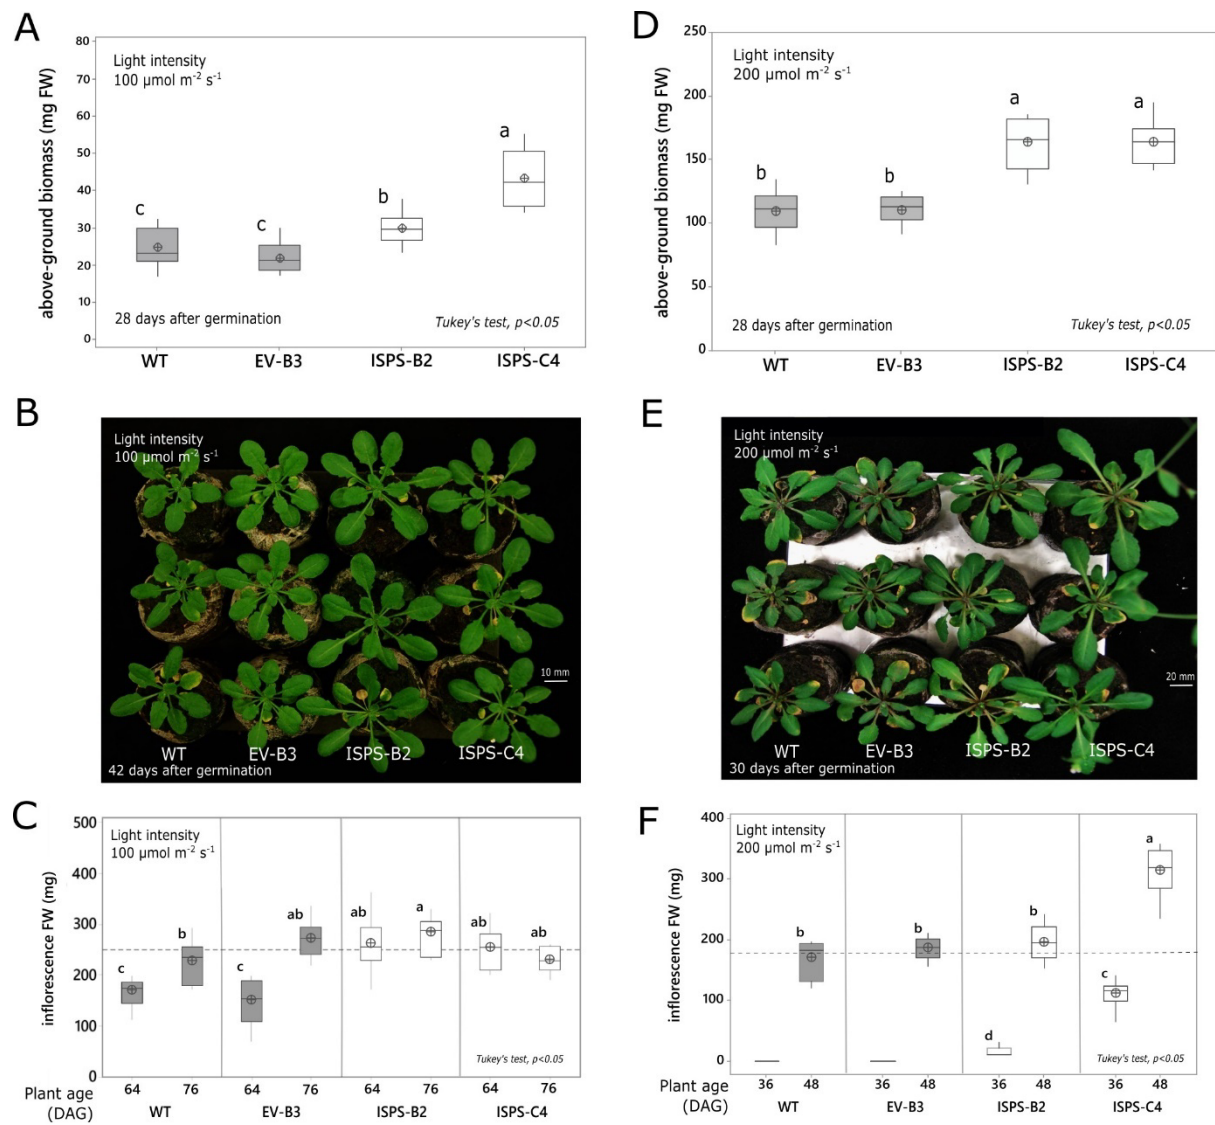 A
above-ground biomass (mg FW)
80
70
60
50
40
30
20
10
0
Light intensity
100 µmol m⁻² s⁻¹
c
c
b
a
28 days after germination
Tukey's test, p<0.05
WT EV-B3 ISPS-B2 ISPS-C4
D
above-ground biomass (mg FW)
250
200
150
100
50
0
Light intensity
200 µmol m⁻² s⁻¹
b
b
a
a
28 days after germination
Tukey's test, p<0.05
WT EV-B3 ISPS-B2 ISPS-C4
B
Light intensity
100 µmol m⁻² s⁻¹
10 mm
WT EV-B3 ISPS-B2 ISPS-C4
42 days after germination
E
Light intensity
200 µmol m⁻² s⁻¹
20 mm
WT EV-B3 ISPS-B2 ISPS-C4
30 days after germination
C
inflorescence FW (mg)
500
400
300
200
100
0
Light intensity
100 µmol m⁻² s⁻¹
c
b
c
ab
ab
a
ab
b
Tukey's test, p<0.05
Plant age
(DAG)
64 76 64 76 64 76 64 76
WT EV-B3 ISPS-B2 ISPS-C4
F
inflorescence FW (mg)
400
300
200
100
0
Light intensity
200 µmol m⁻² s⁻¹
b
b
d
b
c
a
Tukey's test, p<0.05
Plant age
(DAG)
36 48 36 48 36 48 36 48
WT EV-B3 ISPS-B2 ISPS-C4